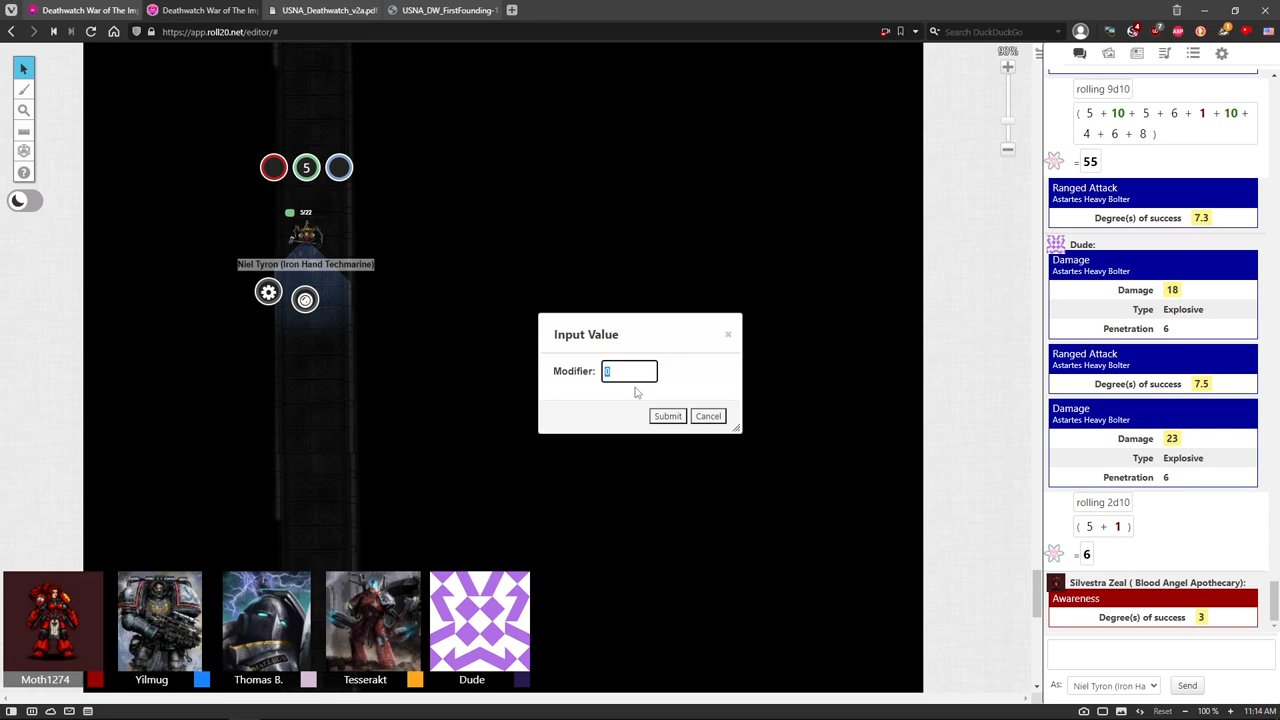 Deathwatch War of The Im
Deathwatch War of The Imp
USNA_Deathwatch_v2a.pdf
USNA_DW_FirstFounding-1
https://app.roll20.net/editor/#
Search DuckDuckGo
90%
rolling 9d10
( 5 + 10 + 5 + 6 + 1 + 10 +
4 + 6 + 8 )
= 55
Ranged Attack
Astartes Heavy Bolter
Degree(s) of success 7.3
Dude:
Damage
Astartes Heavy Bolter
Damage 18
Type Explosive
Penetration 6
Ranged Attack
Astartes Heavy Bolter
Degree(s) of success 7.5
Damage
Astartes Heavy Bolter
Damage 23
Type Explosive
Penetration 6
rolling 2d10
( 5 + 1 )
= 6
Silvestra Zeal ( Blood Angel Apothecary):
Awareness
Degree(s) of success 3
5
5/22
Niel Tyron (Iron Hand Techmarine)
Input Value
Modifier: 0
Submit Cancel
Moth1274
Yilmug
Thomas B.
Tesserakt
Dude
As: Niel Tyron (Iron Ha
Send
Reset 100 % 11:14 AM